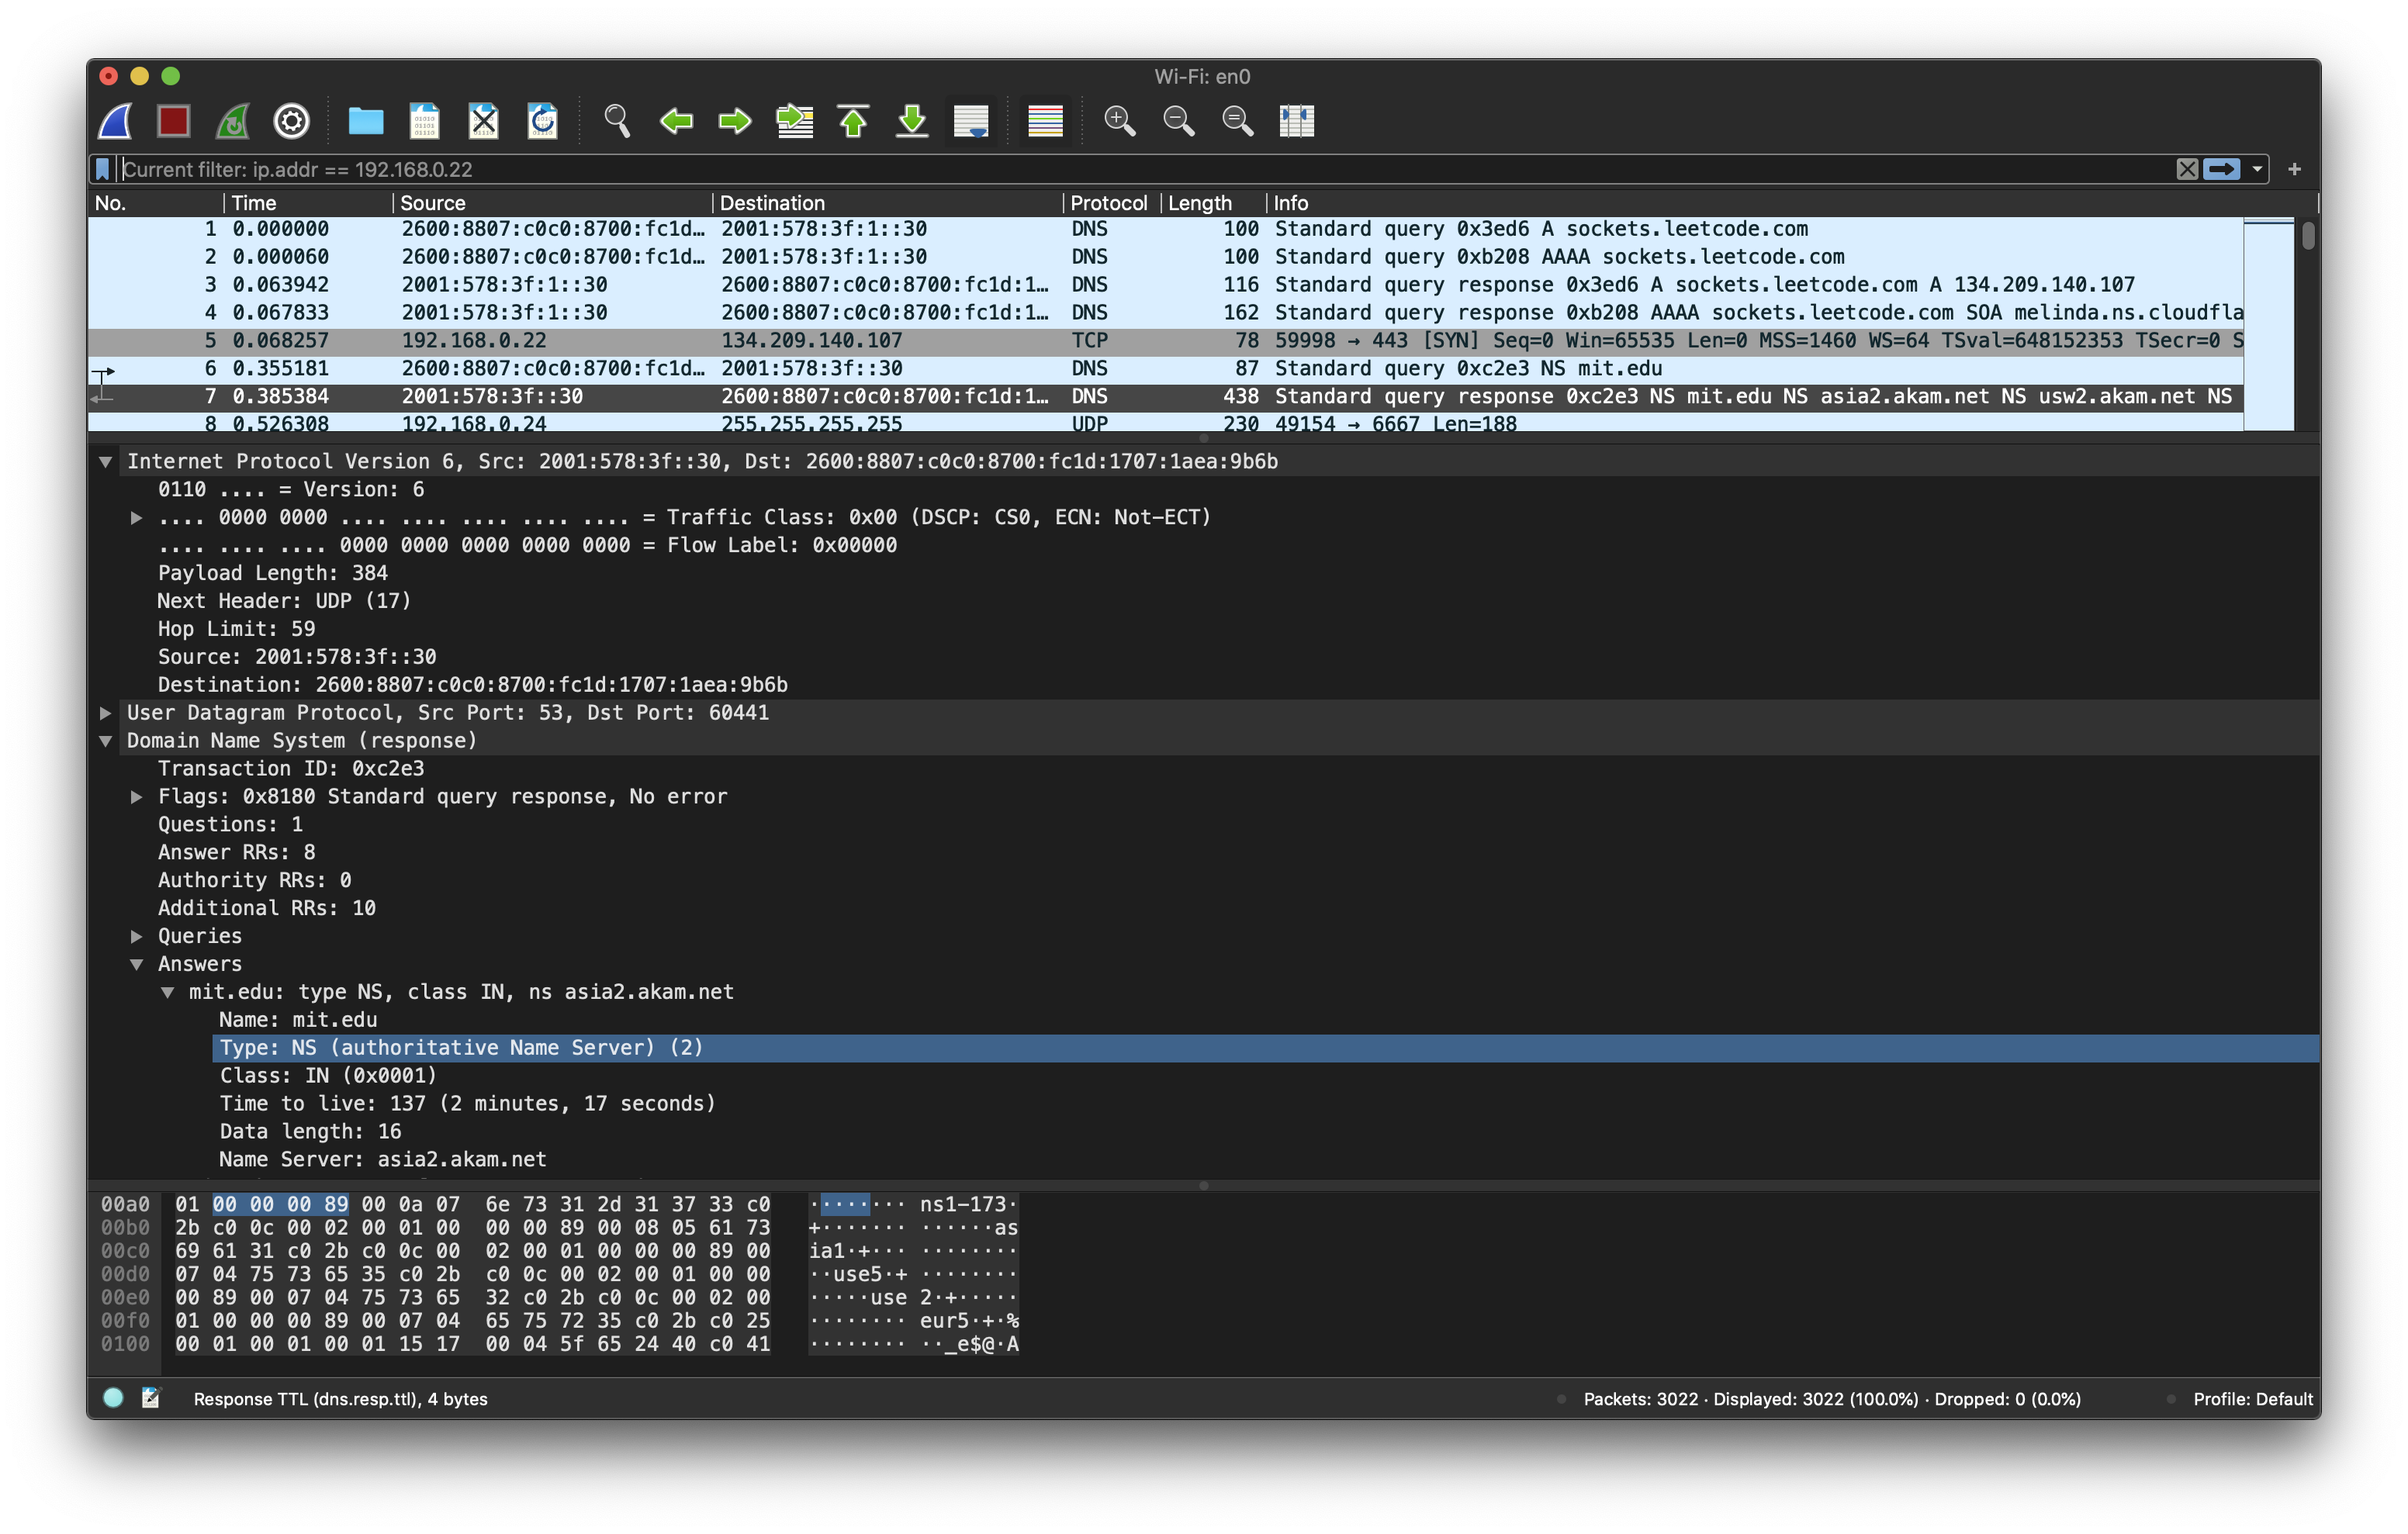 Wi-Fi: en0
Current filter: ip.addr == 192.168.0.22
No. Time Source Destination Protocol Length Info
1 0.000000 2600:8807:c0c0:8700:fc1d… 2001:578:3f:1::30 DNS 100 Standard query 0x3ed6 A sockets.leetcode.com
2 0.000060 2600:8807:c0c0:8700:fc1d… 2001:578:3f:1::30 DNS 100 Standard query 0xb208 AAAA sockets.leetcode.com
3 0.063942 2001:578:3f:1::30 2600:8807:c0c0:8700:fc1d:1… DNS 116 Standard query response 0x3ed6 A sockets.leetcode.com A 134.209.140.107
4 0.067833 2001:578:3f:1::30 2600:8807:c0c0:8700:fc1d:1… DNS 162 Standard query response 0xb208 AAAA sockets.leetcode.com SOA melinda.ns.cloudfla
5 0.068257 192.168.0.22 134.209.140.107 TCP 78 59998 → 443 [SYN] Seq=0 Win=65535 Len=0 MSS=1460 WS=64 TSval=648152353 TSecr=0 S
6 0.355181 2600:8807:c0c0:8700:fc1d… 2001:578:3f::30 DNS 87 Standard query 0xc2e3 NS mit.edu
7 0.385384 2001:578:3f::30 2600:8807:c0c0:8700:fc1d:1… DNS 438 Standard query response 0xc2e3 NS mit.edu NS asia2.akam.net NS usw2.akam.net NS
8 0.526308 192.168.0.24 255.255.255.255 UDP 230 49154 → 6667 Len=188
Internet Protocol Version 6, Src: 2001:578:3f::30, Dst: 2600:8807:c0c0:8700:fc1d:1707:1aea:9b6b
0110 .... = Version: 6
.... 0000 0000 .... .... .... .... .... = Traffic Class: 0x00 (DSCP: CS0, ECN: Not-ECT)
.... .... .... 0000 0000 0000 0000 0000 = Flow Label: 0x00000
Payload Length: 384
Next Header: UDP (17)
Hop Limit: 59
Source: 2001:578:3f::30
Destination: 2600:8807:c0c0:8700:fc1d:1707:1aea:9b6b
User Datagram Protocol, Src Port: 53, Dst Port: 60441
Domain Name System (response)
Transaction ID: 0xc2e3
Flags: 0x8180 Standard query response, No error
Questions: 1
Answer RRs: 8
Authority RRs: 0
Additional RRs: 10
Queries
Answers
mit.edu: type NS, class IN, ns asia2.akam.net
Name: mit.edu
Type: NS (authoritative Name Server) (2)
Class: IN (0x0001)
Time to live: 137 (2 minutes, 17 seconds)
Data length: 16
Name Server: asia2.akam.net
00a0 01 00 00 00 89 00 0a 07 6e 73 31 2d 31 37 33 c0 ········ ns1-173·
00b0 2b c0 0c 00 02 00 01 00 00 00 89 00 08 05 61 73 +······· ······as
00c0 69 61 31 c0 2b c0 0c 00 02 00 01 00 00 00 89 00 ia1·+··· ········
00d0 07 04 75 73 65 35 c0 2b c0 0c 00 02 00 01 00 00 ··use5·+ ········
00e0 00 89 00 07 04 75 73 65 32 c0 2b c0 0c 00 02 00 ·····use 2·+·····
00f0 01 00 00 00 89 00 07 04 65 75 72 35 c0 2b c0 25 ········ eur5·+·%
0100 00 01 00 01 00 01 15 17 00 04 5f 65 24 40 c0 41 ········ ··_e$@·A
Response TTL (dns.resp.ttl), 4 bytes Packets: 3022 · Displayed: 3022 (100.0%) · Dropped: 0 (0.0%) Profile: Default